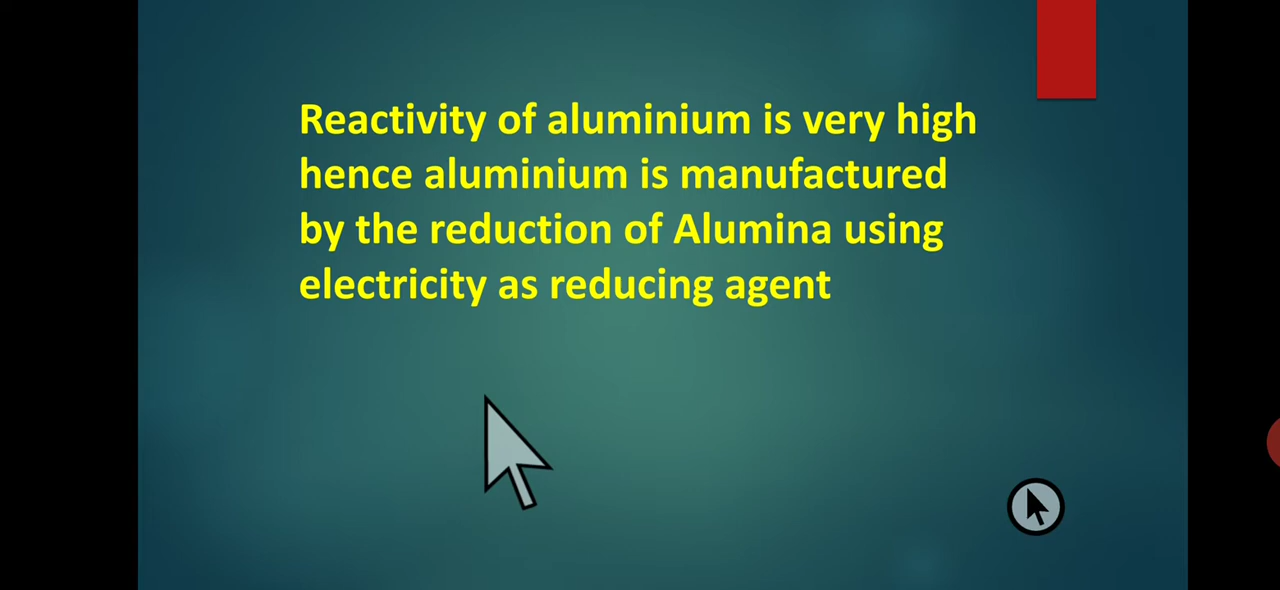 Reactivity of aluminium is very high
hence aluminium is manufactured
by the reduction of Alumina using
electricity as reducing agent